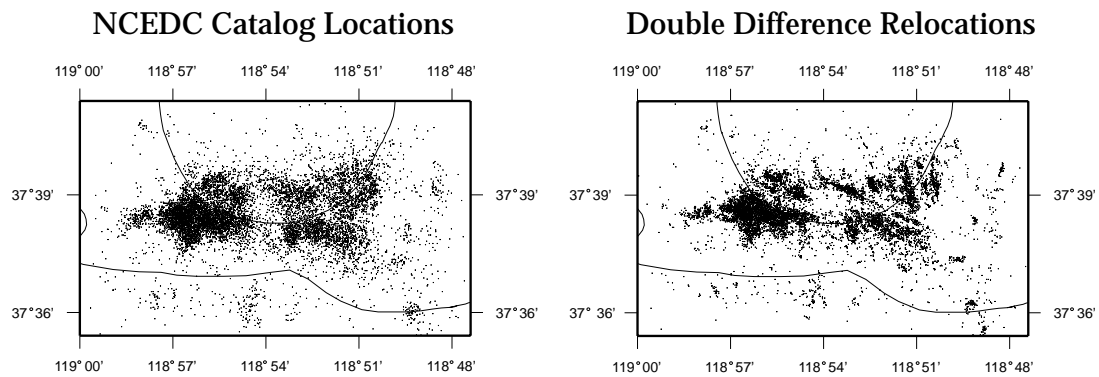 NCEDC Catalog Locations
Double Difference Relocations
119° 00' 118° 57' 118° 54' 118° 51' 118° 48'
119° 00' 118° 57' 118° 54' 118° 51' 118° 48'
37° 39' 37° 39' 37° 39' 37° 39'
37° 36' 37° 36' 37° 36' 37° 36'
119° 00' 118° 57' 118° 54' 118° 51' 118° 48'
119° 00' 118° 57' 118° 54' 118° 51' 118° 48'